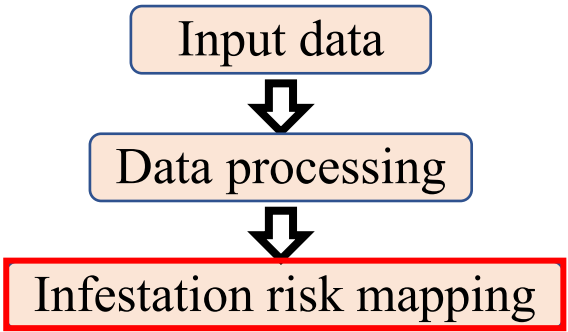 Input data
Data processing
Infestation risk mapping